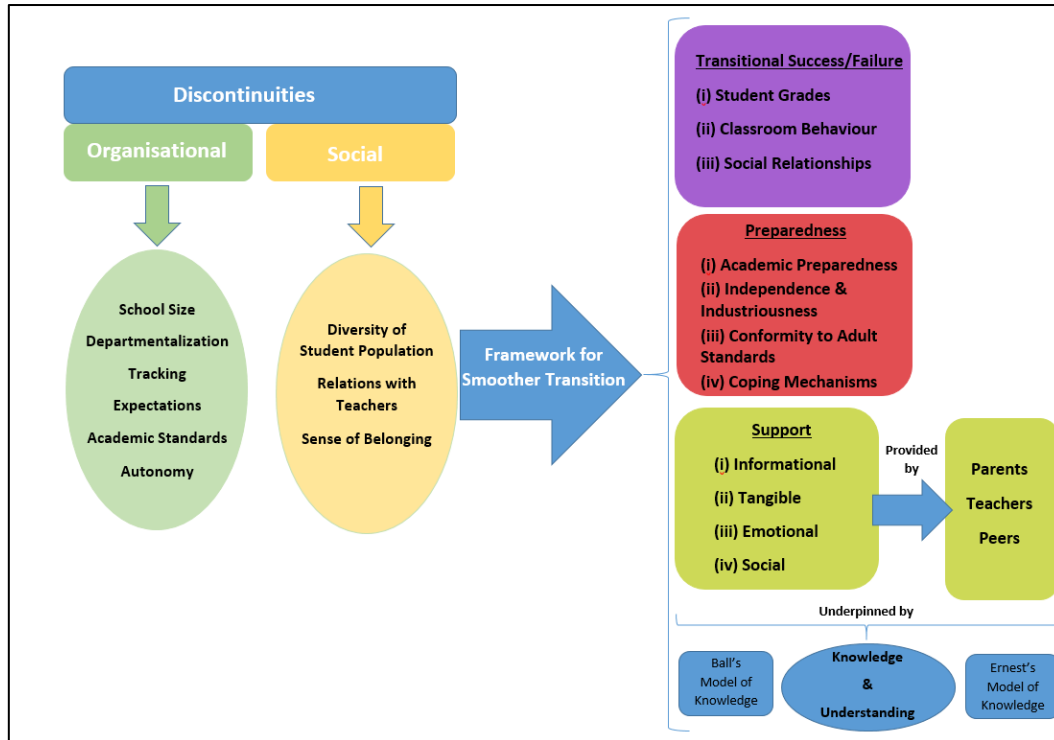 Discontinuities
Organisational
Social
School Size
Departmentalization
Tracking
Expectations
Academic Standards
Autonomy
Diversity of
Student Population
Relations with
Teachers
Sense of Belonging
Framework for
Smoother Transition
Transitional Success/Failure
(i) Student Grades
(ii) Classroom Behaviour
(iii) Social Relationships
Preparedness
(i) Academic Preparedness
(ii) Independence &
Industriousness
(iii) Conformity to Adult
Standards
(iv) Coping Mechanisms
Support
(i) Informational
(ii) Tangible
(iii) Emotional
(iv) Social
Provided
by
Parents
Teachers
Peers
Underpinned by
Ball's
Model of
Knowledge
Knowledge
&
Understanding
Ernest's
Model of
Knowledge